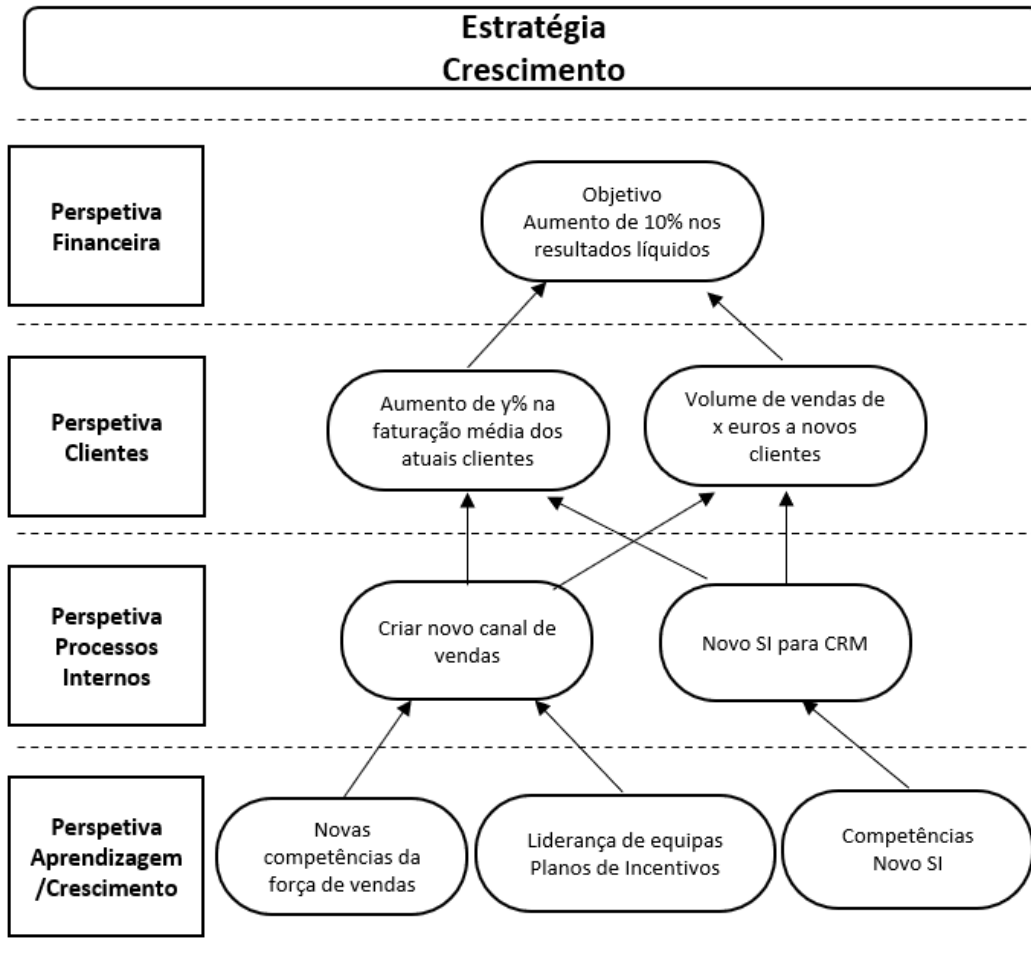 Estratégia
Crescimento
Perspetiva
Financeira
Objetivo
Aumento de 10% nos
resultados líquidos
Perspetiva
Clientes
Aumento de y% na
faturação média dos
atuais clientes
Volume de vendas de
x euros a novos
clientes
Perspetiva
Processos
Internos
Criar novo canal de
vendas
Novo SI para CRM
Perspetiva
Aprendizagem
/Crescimento
Novas
competências da
força de vendas
Liderança de equipas
Planos de Incentivos
Competências
Novo SI